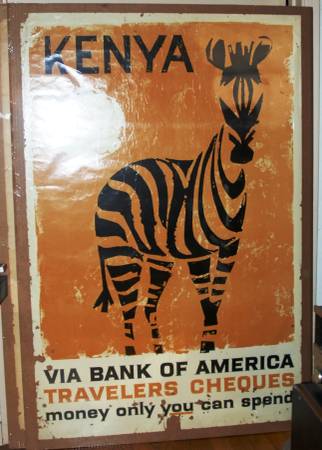 KENYA
VIA BANK OF AMERICA
TRAVELERS CHEQUES
money only you can spend